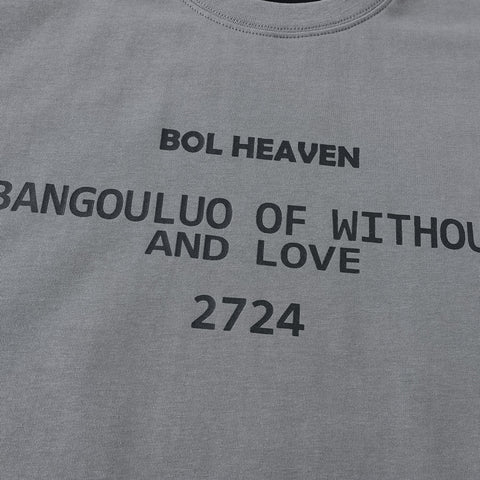 BOL HEAVEN
BANGOULUO OF WITHOU
AND LOVE
2724